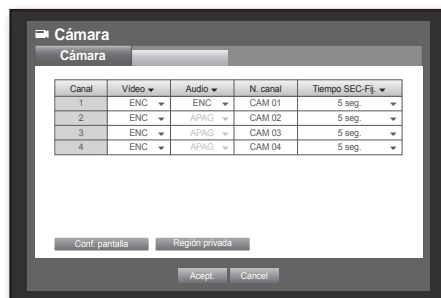 Cámara
Cámara
Canal Vídeo Audio N. canal Tiempo SEC-Fij.
1 ENC ENC CAM 01 5 seg.
2 ENC APAG CAM 02 5 seg.
3 ENC APAG CAM 03 5 seg.
4 ENC APAG CAM 04 5 seg.
Conf. pantalla Región privada
Acept. Cancel